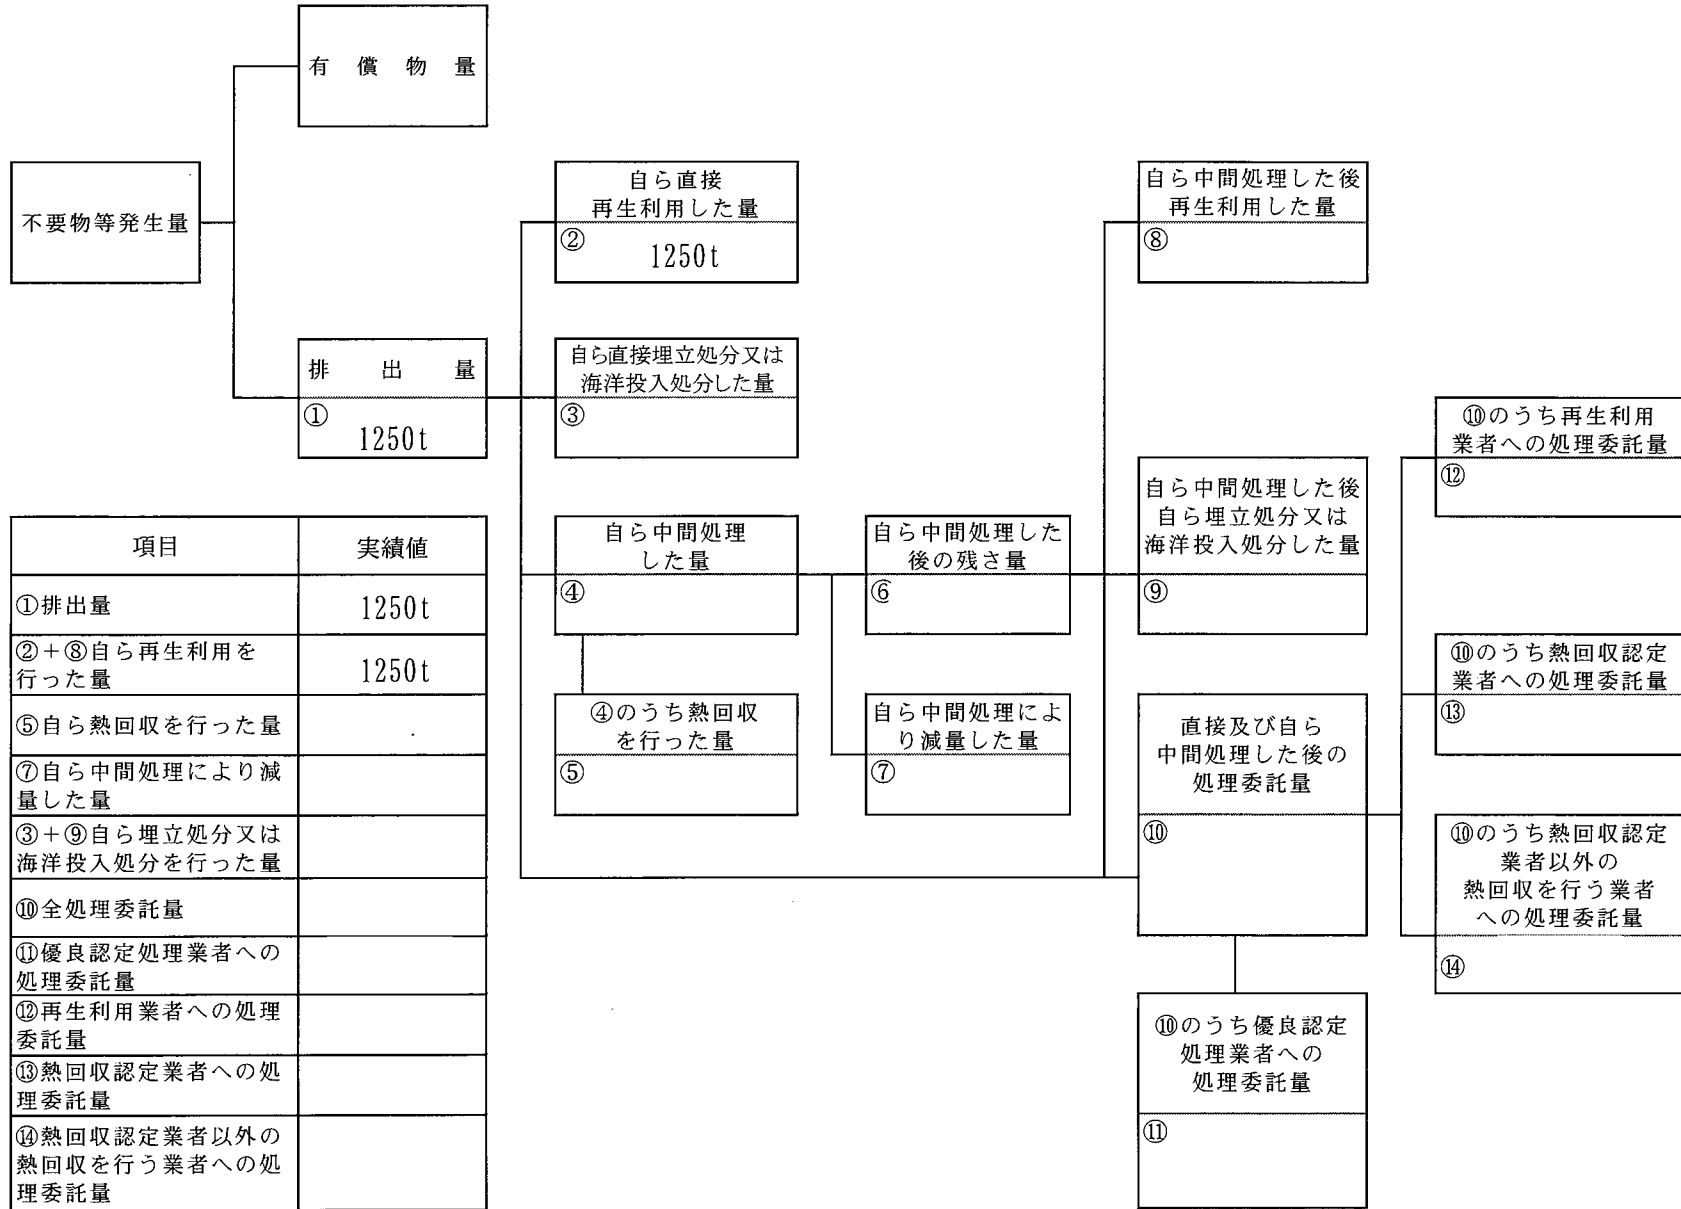 有償物量
不要物等発生量
排出量
①
1250t
自ら直接
再生利用した量
②
1250t
自ら直接埋立処分又は
海洋投入処分した量
③
自ら中間処理
した量
④
④のうち熱回収
を行った量
⑤
自ら中間処理した
後の残さ量
⑥
自ら中間処理によ
り減量した量
⑦
自ら中間処理した後
再生利用した量
⑧
自ら中間処理した後
自ら埋立処分又は
海洋投入処分した量
⑨
直接及び自ら
中間処理した後の
処理委託量
⑩
⑩のうち優良認定
処理業者への
処理委託量
⑪
⑩のうち再生利用
業者への処理委託量
⑫
⑩のうち熱回収認定
業者への処理委託量
⑬
⑩のうち熱回収認定
業者以外の
熱回収を行う業者
への処理委託量
⑭
項目 実績値
①排出量 1250t
②+⑧自ら再生利用を
行った量 1250t
⑤自ら熱回収を行った量
⑦自ら中間処理により減
量した量
③+⑨自ら埋立処分又は
海洋投入処分を行った量
⑩全処理委託量
⑪優良認定処理業者への
処理委託量
⑫再生利用業者への処理
委託量
⑬熱回収認定業者への処
理委託量
⑭熱回収認定業者以外の
熱回収を行う業者への処
理委託量